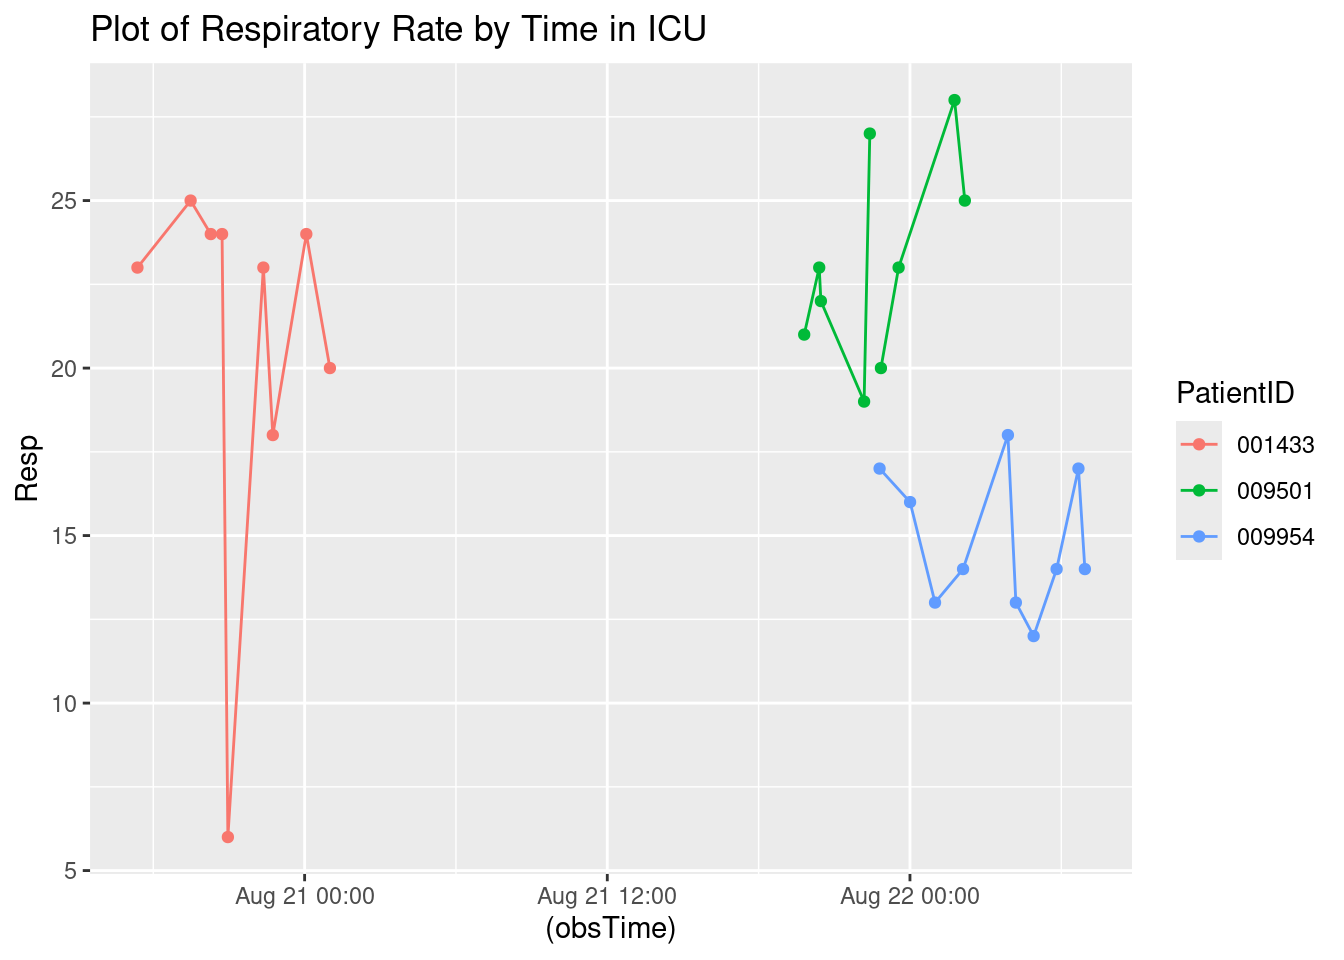 Plot of Respiratory Rate by Time in ICU
25
20
15
10
5
Resp
Aug 21 00:00
Aug 21 12:00
Aug 22 00:00
(obsTime)
PatientID
001433
009501
009954